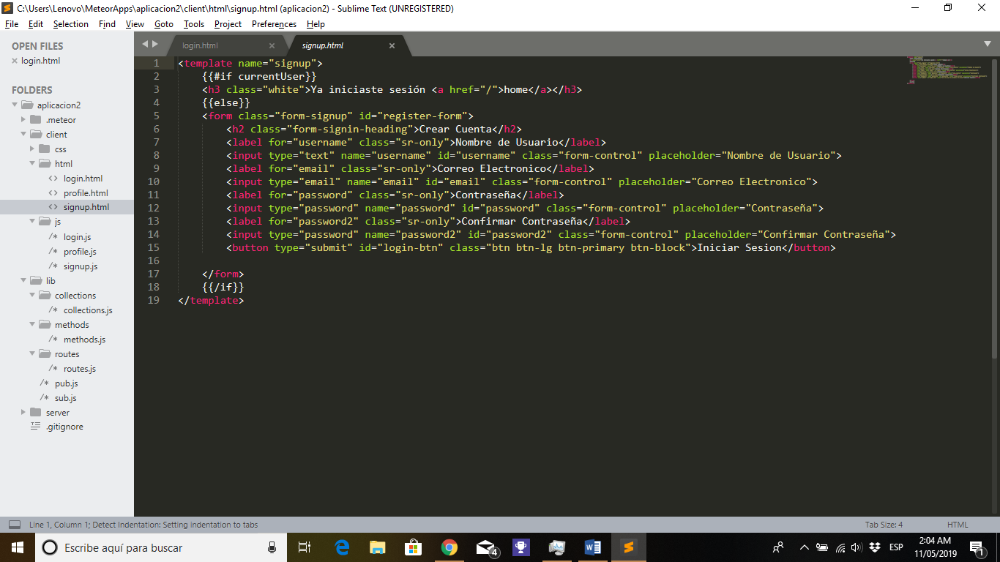 C:\Users\Lenovo\MeteorApps\aplicacion2\client\html\signup.html (aplicacion2) - Sublime Text (UNREGISTERED)
File Edit Selection Find View Goto Tools Project Preferences Help
OPEN FILES
login.html
FOLDERS
aplicacion2
.meteor
client
css
html
login.html
profile.html
signup.html
js
login.js
profile.js
signup.js
lib
collections
collections.js
methods
methods.js
routes
routes.js
pub.js
sub.js
server
.gitignore
login.html signup.html
1 <template name="signup">
2 {{#if currentUser}}
3 <h3 class="white">Ya iniciaste sesión <a href="/">home</a></h3>
4 {{else}}
5 <form class="form-signup" id="register-form">
6 <h2 class="form-signin-heading">Crear Cuenta</h2>
7 <label for="username" class="sr-only">Nombre de Usuario</label>
8 <input type="text" name="username" id="username" class="form-control" placeholder="Nombre de Usuario">
9 <label for="email" class="sr-only">Correo Electronico</label>
10 <input type="email" name="email" id="email" class="form-control" placeholder="Correo Electronico">
11 <label for="password" class="sr-only">Contraseña</label>
12 <input type="password" name="password" id="password" class="form-control" placeholder="Contraseña">
13 <label for="password2" class="sr-only">Confirmar Contraseña</label>
14 <input type="password" name="password2" id="password2" class="form-control" placeholder="Confirmar Contraseña">
15 <button type="submit" id="login-btn" class="btn btn-lg btn-primary btn-block">Iniciar Sesion</button>
16
17 </form>
18 {{/if}}
19 </template>
Line 1, Column 1; Detect Indentation: Setting indentation to tabs
Tab Size: 4 HTML
Escribe aquí para buscar
4
ESP
2:04 AM
11/05/2019
1